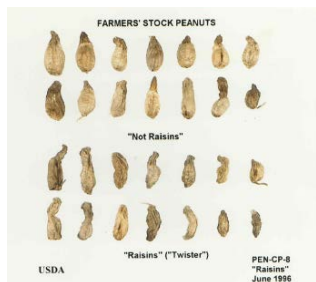 FARMERS' STOCK PEANUTS
"Not Raisins"
"Raisins" ("Twister")
USDA
PEN-CP-8
"Raisins"
June 1996